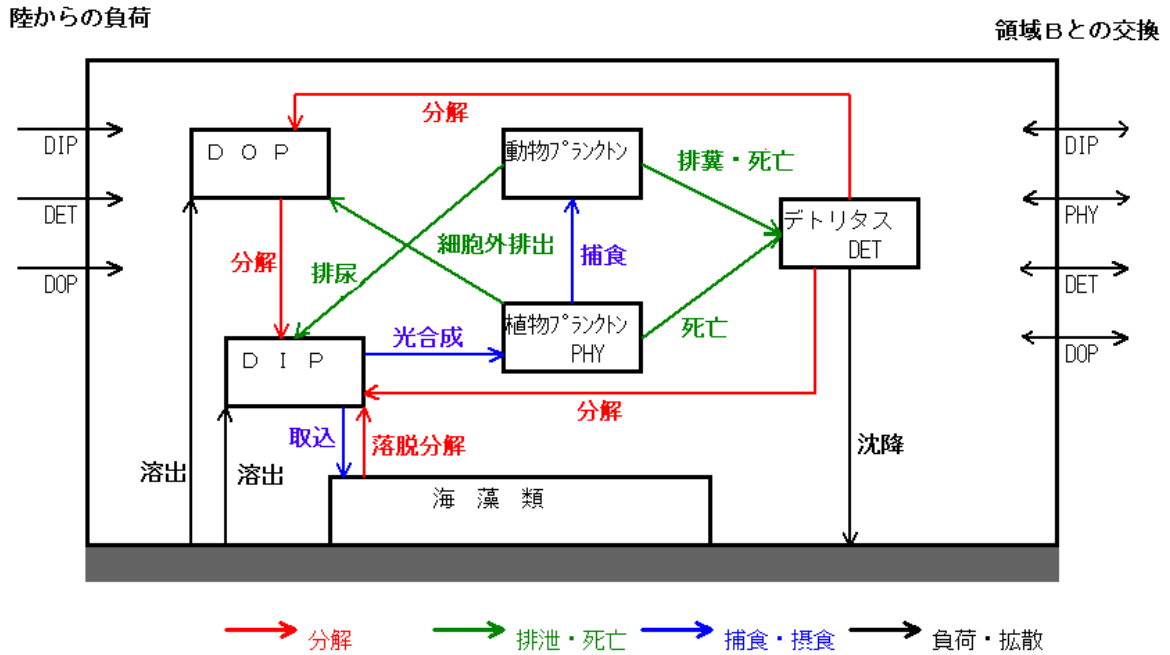 陸からの負荷
領域Bとの交換
分解
DIP
DOP
動物プランクトン
排糞・死亡
DIP
DET
細胞外排出
デトリタス
DET
PHY
分解
排尿
捕食
DOP
DET
光合成
植物プランクトン
PHY
死亡
DIP
DOP
分解
取込
落脱分解
沈降
溶出
溶出
海藻類
分解
排泄・死亡
捕食・摂食
負荷・拡散